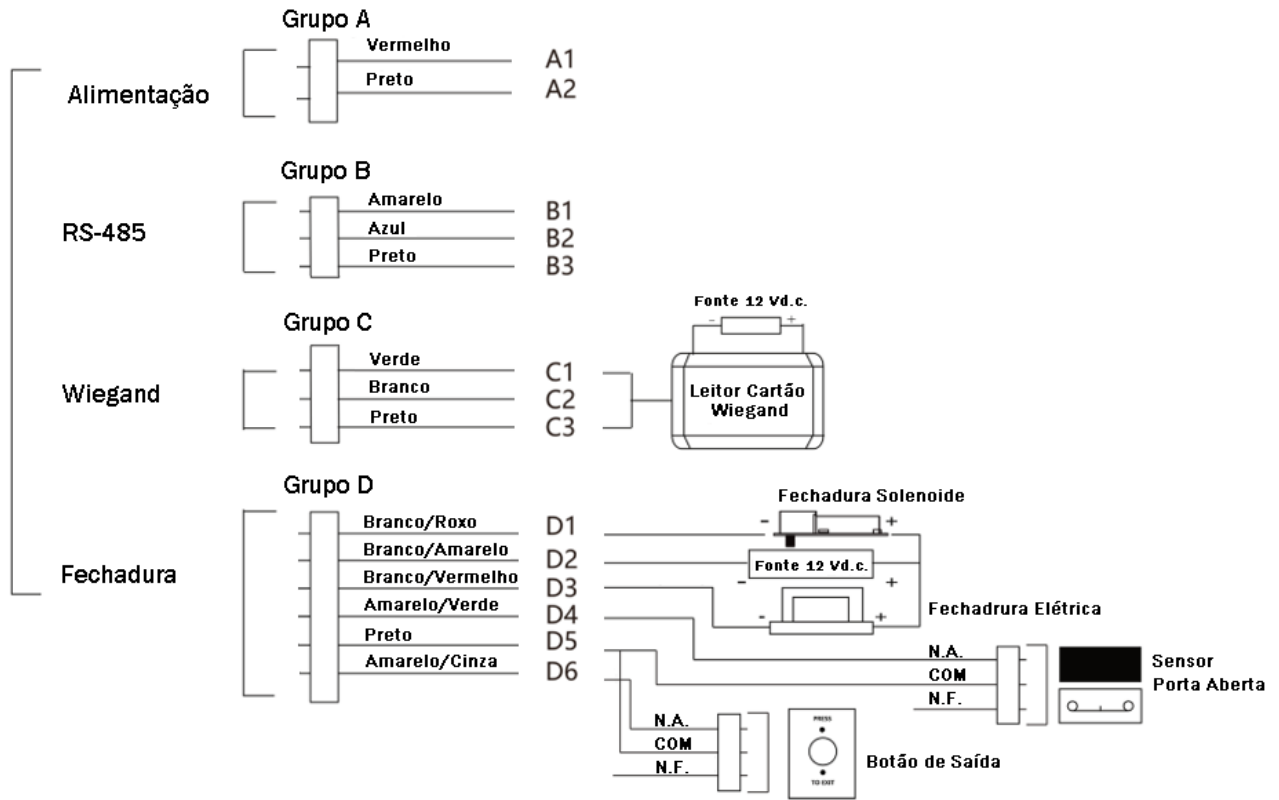 Grupo A
Vermelho
A1
Alimentação
Preto
A2
Grupo B
Amarelo
B1
RS-485
Azul
B2
Preto
B3
Fonte 12 Vd.c.
- +
Grupo C
Verde
C1
Wiegand
Branco
C2
Leitor Cartão
Wiegand
Preto
C3
Grupo D
Fechadura Solenoide
- +
Branco/Roxo
D1
Branco/Amarelo
D2
Fonte 12 Vd.c.
- +
Fechadura
Branco/Vermelho
D3
Amarelo/Verde
D4
- +
Fechadrura Elétrica
Preto
D5
Amarelo/Cinza
D6
N.A.
COM
N.F.
Sensor
Porta Aberta
N.A.
COM
N.F.
PRESS
TO EXIT
Botão de Saída